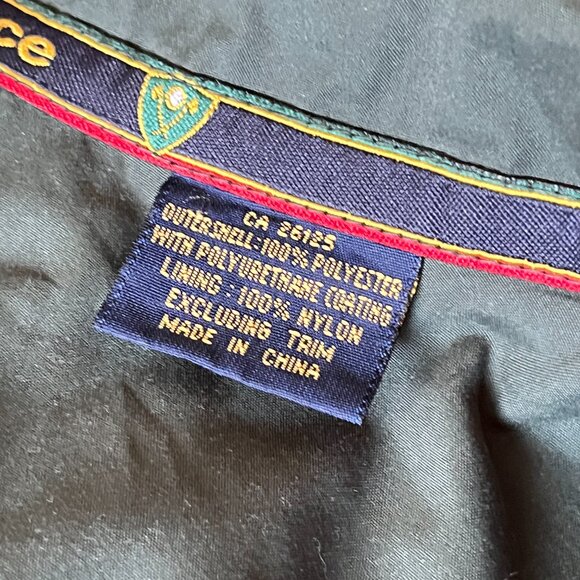 ce
CA 26125
OUTERSHELL:100% POLYESTER
WITH POLYURETHANE COATING
LINING : 100% NYLON
EXCLUDING TRIM
MADE IN CHINA